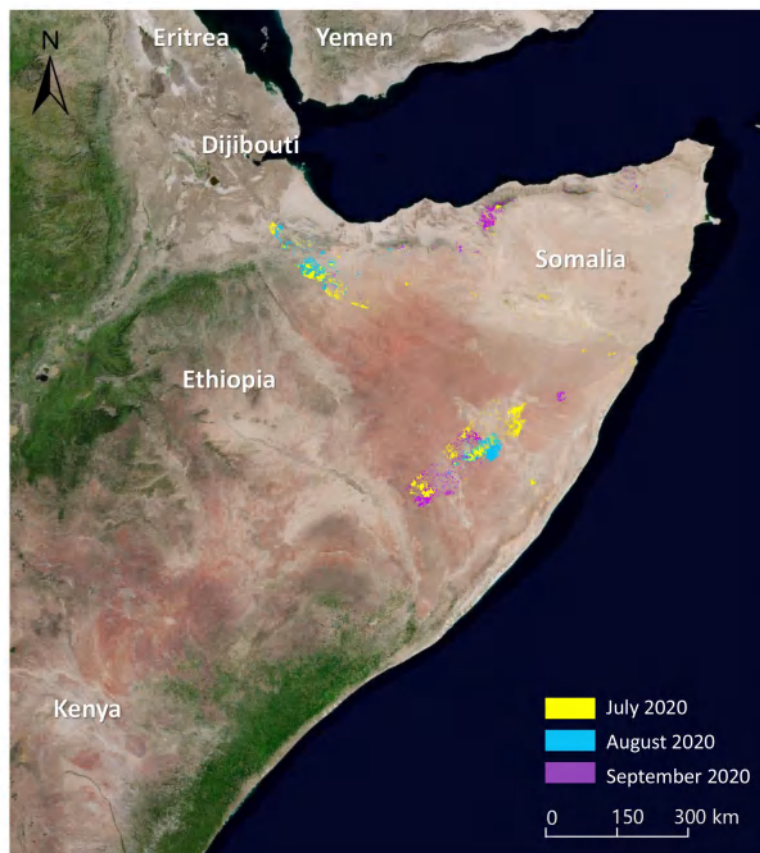 N
Eritrea
Yemen
Dijibouti
Somalia
Ethiopia
Kenya
July 2020
August 2020
September 2020
0 150 300 km